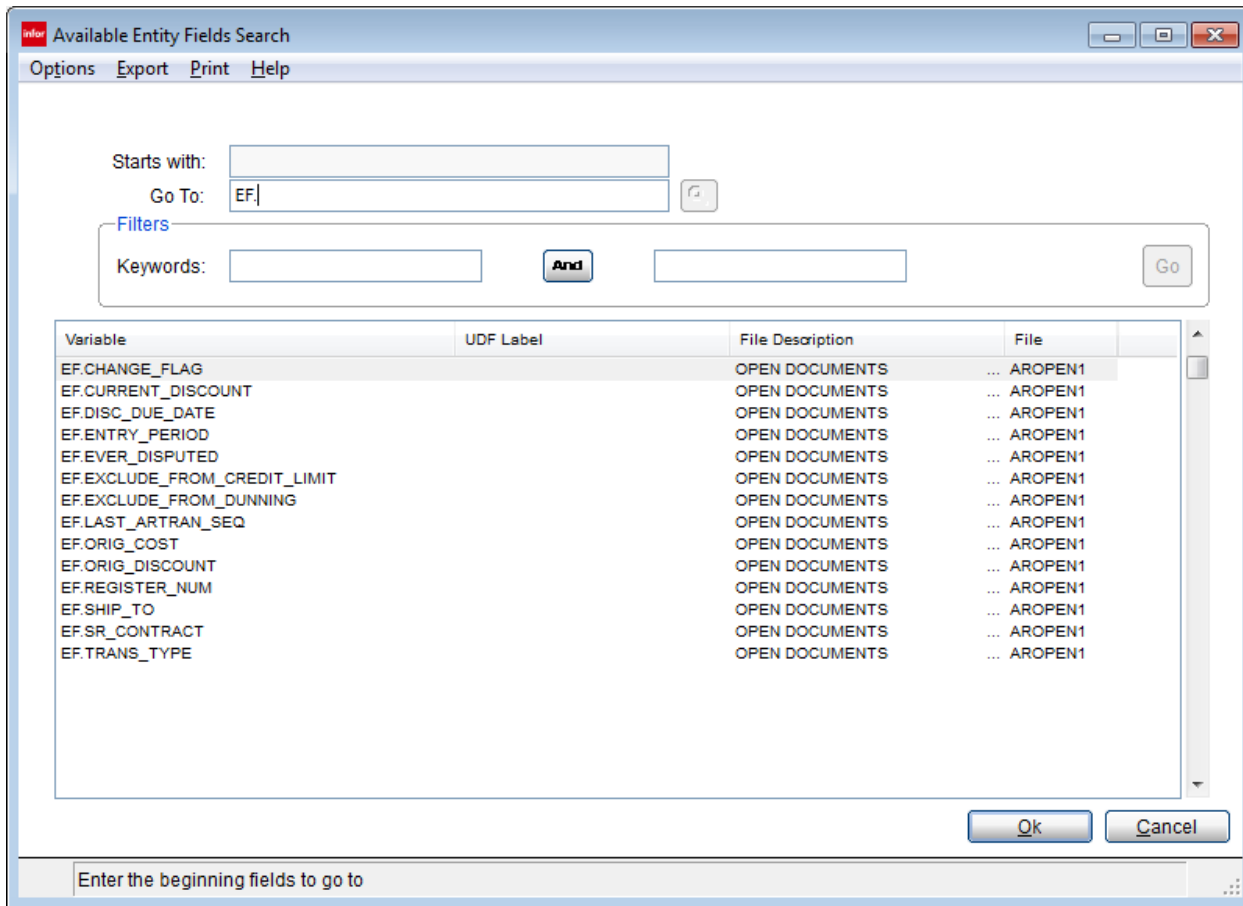 infor Available Entity Fields Search
Options Export Print Help
Starts with:
Go To: EF.
Filters
Keywords: And Go
Variable UDF Label File Description File
EF.CHANGE_FLAG OPEN DOCUMENTS ... AROPEN1
EF.CURRENT_DISCOUNT OPEN DOCUMENTS ... AROPEN1
EF.DISC_DUE_DATE OPEN DOCUMENTS ... AROPEN1
EF.ENTRY_PERIOD OPEN DOCUMENTS ... AROPEN1
EF.EVER_DISPUTED OPEN DOCUMENTS ... AROPEN1
EF.EXCLUDE_FROM_CREDIT_LIMIT OPEN DOCUMENTS ... AROPEN1
EF.EXCLUDE_FROM_DUNNING OPEN DOCUMENTS ... AROPEN1
EF.LAST_ARTRAN_SEQ OPEN DOCUMENTS ... AROPEN1
EF.ORIG_COST OPEN DOCUMENTS ... AROPEN1
EF.ORIG_DISCOUNT OPEN DOCUMENTS ... AROPEN1
EF.REGISTER_NUM OPEN DOCUMENTS ... AROPEN1
EF.SHIP_TO OPEN DOCUMENTS ... AROPEN1
EF.SR_CONTRACT OPEN DOCUMENTS ... AROPEN1
EF.TRANS_TYPE OPEN DOCUMENTS ... AROPEN1
Ok Cancel
Enter the beginning fields to go to